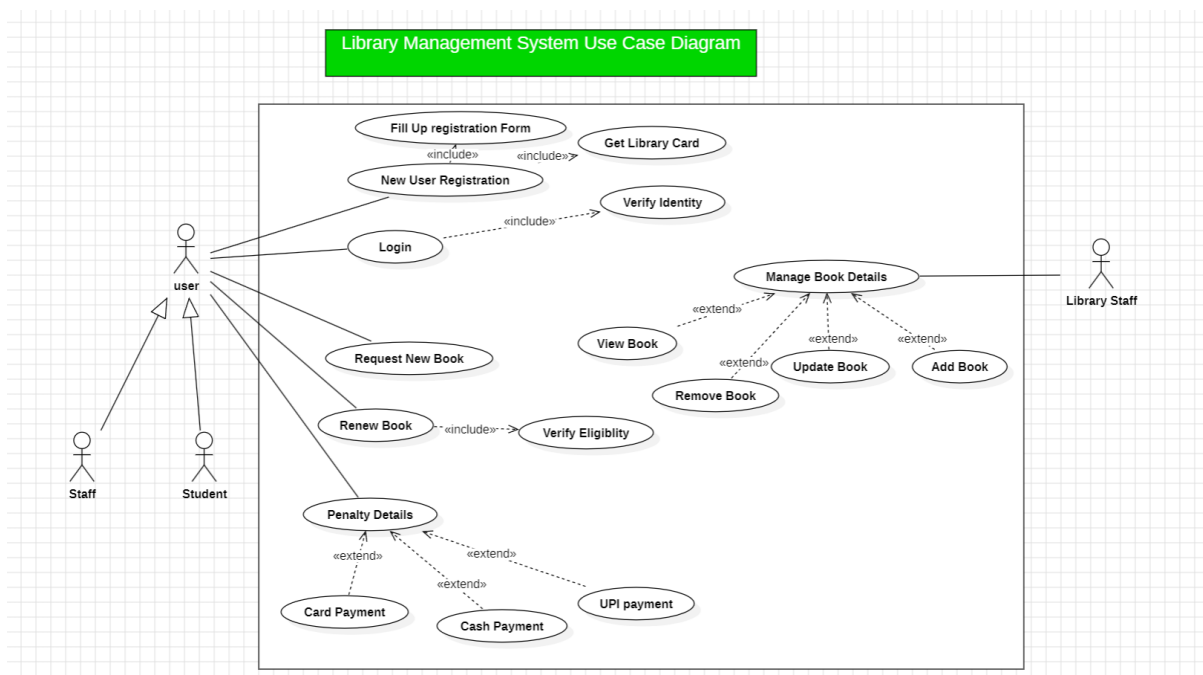 Library Management System Use Case Diagram
Fill Up registration Form
«include»
«include»
Get Library Card
New User Registration
Verify Identity
«include»
Login
user
Manage Book Details
Library Staff
«extend»
View Book
«extend»
«extend»
«extend»
Request New Book
Update Book
Add Book
Remove Book
Renew Book
«include»
Verify Eligiblity
Staff
Student
Penalty Details
«extend»
«extend»
«extend»
Card Payment
Cash Payment
UPI payment